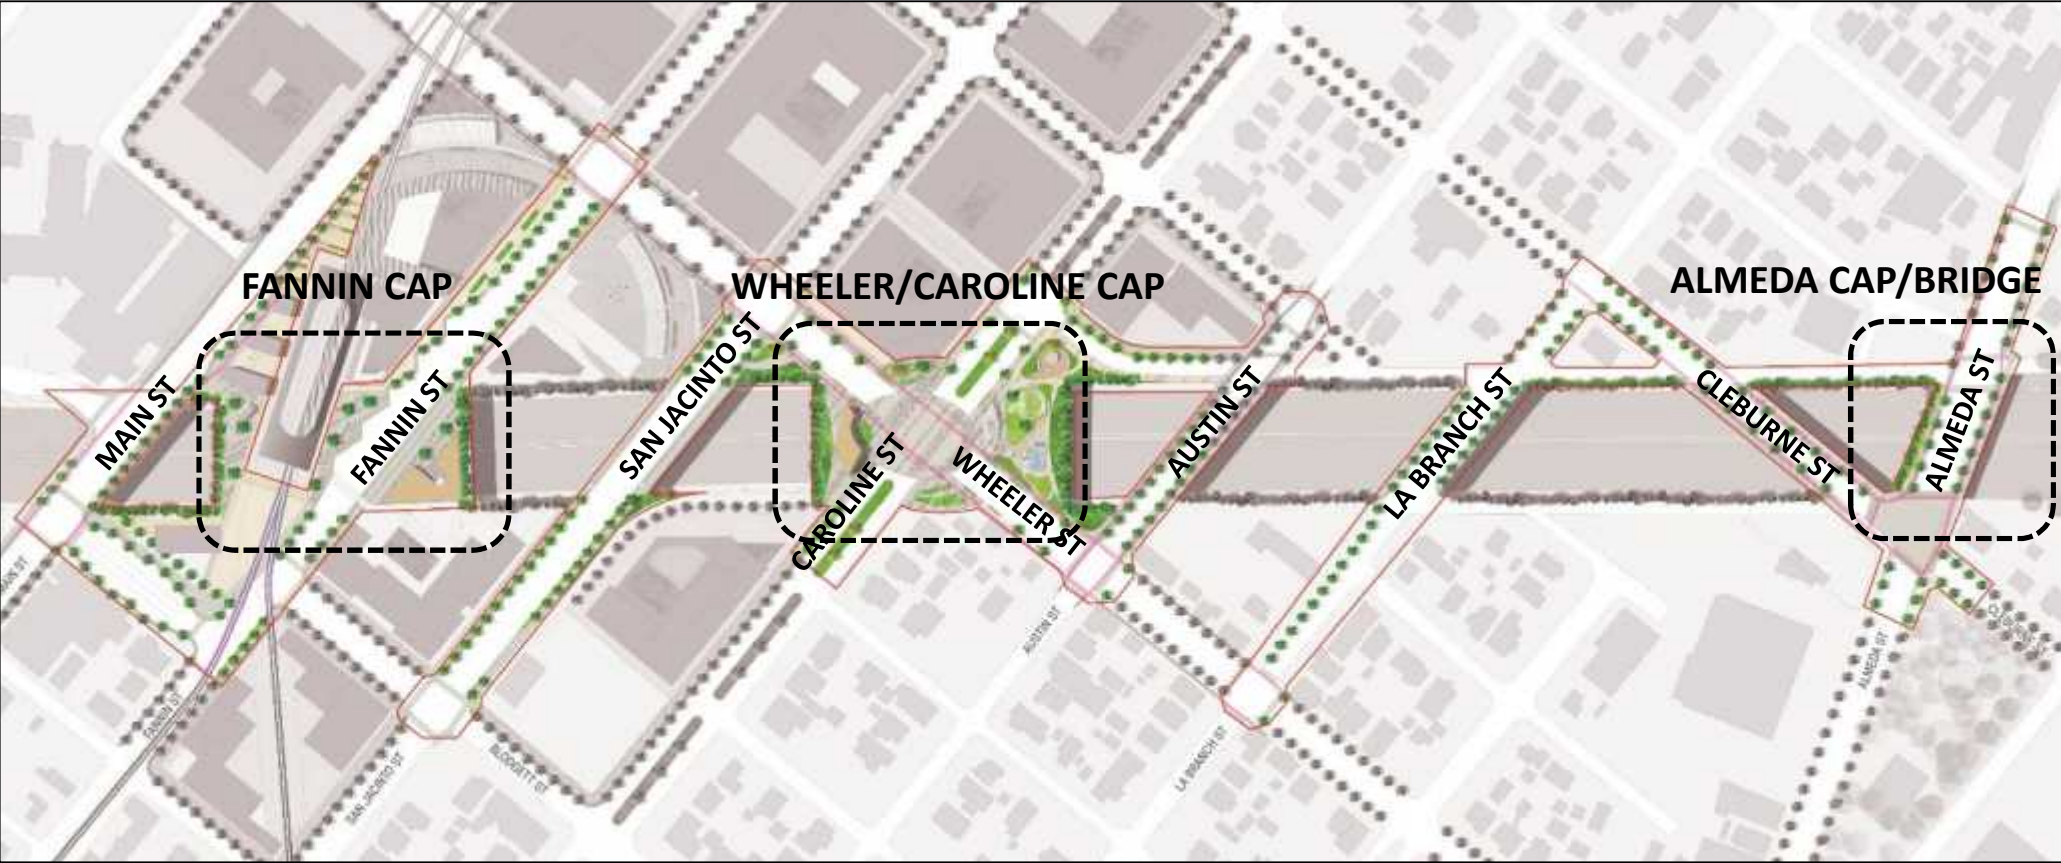 FANNIN CAP
WHEELER/CAROLINE CAP
ALMEDA CAP/BRIDGE
MAIN ST
FANNIN ST
SAN JACINTO ST
CAROLINE ST
WHEELER ST
AUSTIN ST
LA BRANCH ST
CLEBURNE ST
ALMEDA ST
MAIN ST
FANNIN ST
SAN JACINTO ST
BLODGETT ST
AUSTIN ST
LA BRANCH ST
ALMEDA ST